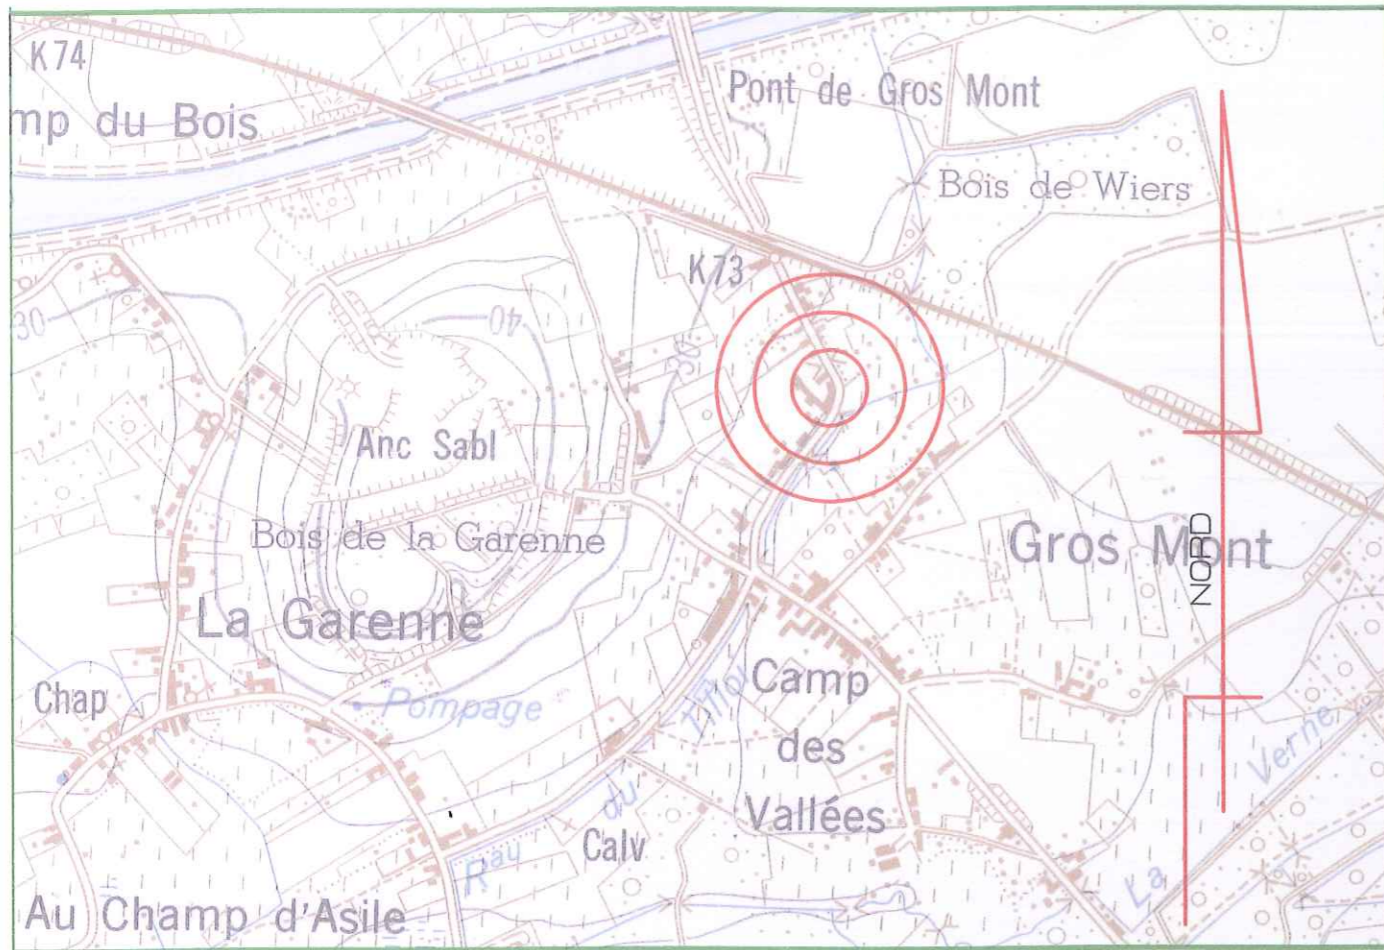 K74
mp du Bois
Pont de Gros Mont
Bois de Wiers
K73
30
40
30
Anc Sabl
Bois de la Garenne
Gros Mont
NORD
La Garenne
Chap
Pompage
Camp
des
Vallées
Rau du Tilloi
Calv
La Verne
Au Champ d'Asile